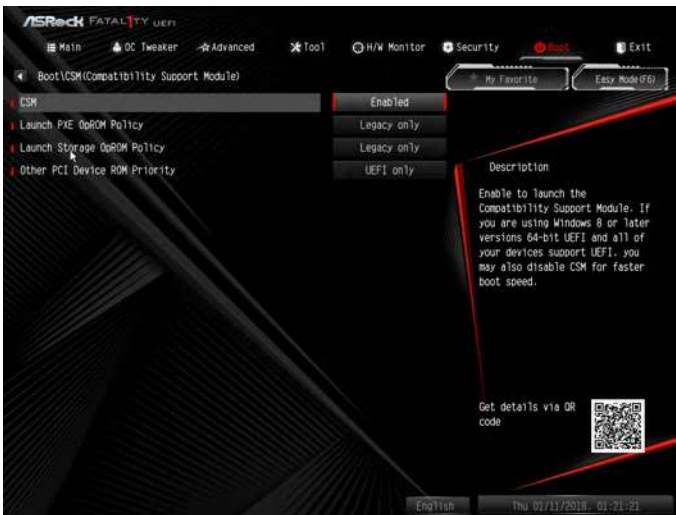 ASRock FATAL1TY UEFI
Main OC Tweaker Advanced Tool H/W Monitor Security Boot Exit
Boot\CSM(Compatibility Support Module)
My Favorite Easy Mode(F6)
CSM Enabled
Launch PXE OpROM Policy Legacy only
Launch Storage OpROM Policy Legacy only
Other PCI Device ROM Priority UEFI only
Description
Enable to launch the
Compatibility Support Module. If
you are using Windows 8 or later
versions 64-bit UEFI and all of
your devices support UEFI, you
may also disable CSM for faster
boot speed.
Get details via QR
code
English Thu 01/11/2018, 01:21:21